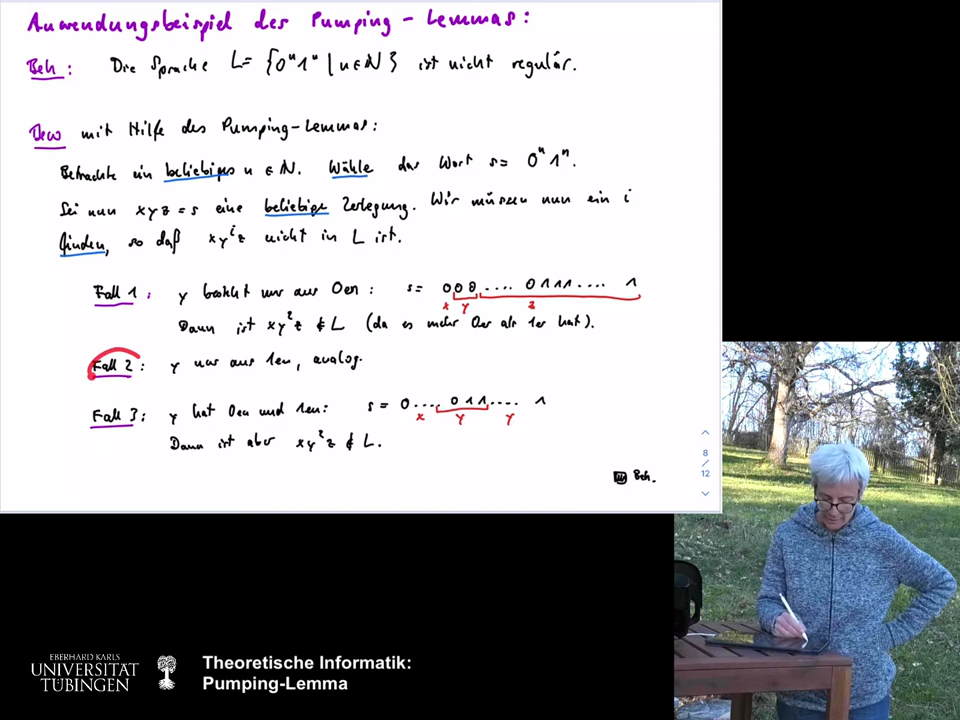 Anwendungsbeispiel des Pumping-Lemmas:
Beh: Die Sprache L = {0ⁿ1ⁿ | n ∈ ℕ} ist nicht regulär.
Bew mit Hilfe des Pumping-Lemmas:
Betrachte ein beliebiges n ∈ ℕ. Wähle das Wort s = 0ⁿ1ⁿ.
Sei nun xyz = s eine beliebige Zerlegung. Wir müssen nun ein i
finden, so daß xyⁱz nicht in L ist.
Fall 1: y besteht nur aus 0en: s = 000 .... 0111 .... 1
x y z
Dann ist xy²z ∉ L (da es mehr 0er als 1er hat).
Fall 2: y nur aus 1en, analog.
Fall 3: y hat 0en und 1en: s = 0 .... 011 .... 1
x y y
Dann ist aber xy²z ∉ L.
Beh.
8
/
12
EBERHARD KARLS
UNIVERSITÄT
TÜBINGEN
Theoretische Informatik:
Pumping-Lemma